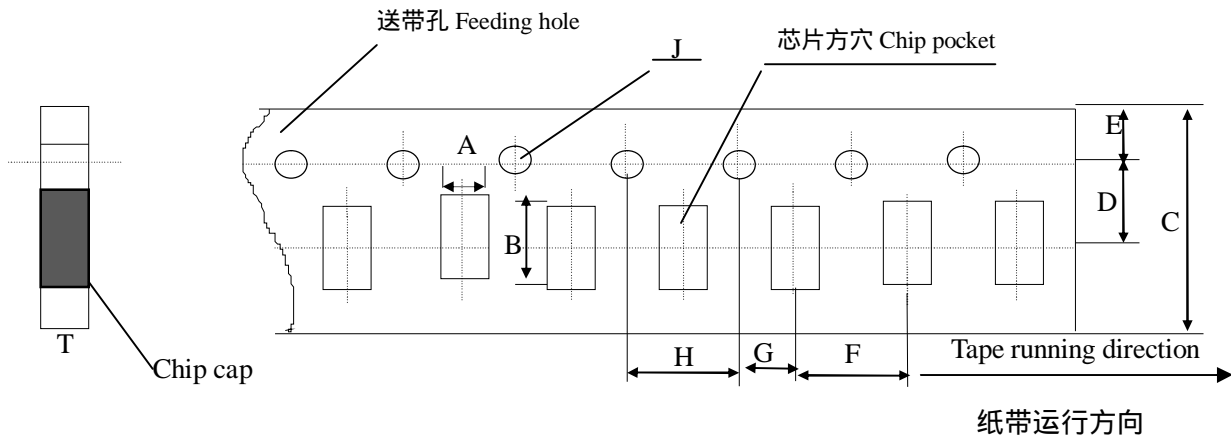 送带孔 Feeding hole
J
芯片方穴 Chip pocket
E
A
D
C
B
T
H
G
F
Tape running direction
Chip cap
纸带运行方向